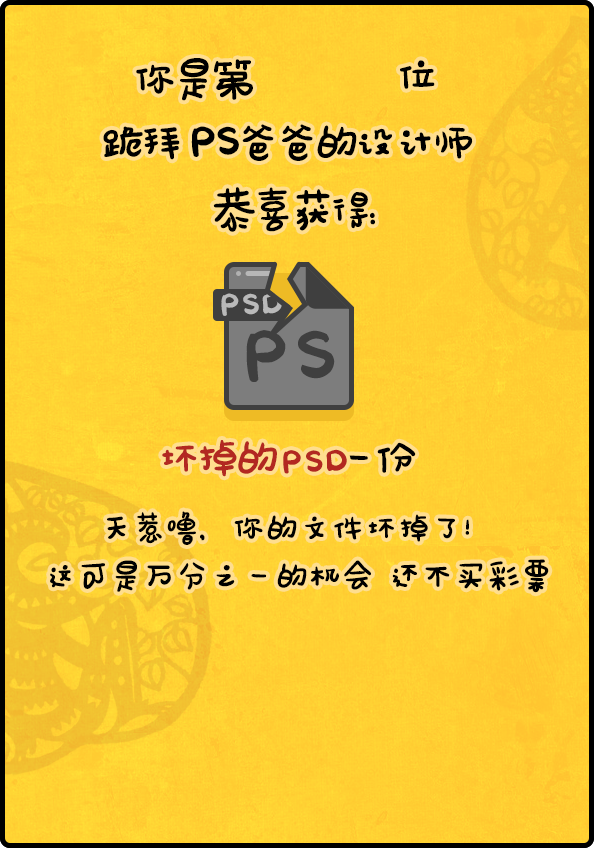 你是第 位
跪拜PS爸爸的设计师
恭喜获得:
PSD
PS
坏掉的PSD一份
天惹噜，你的文件坏掉了！
这可是万分之一的机会 还不买彩票